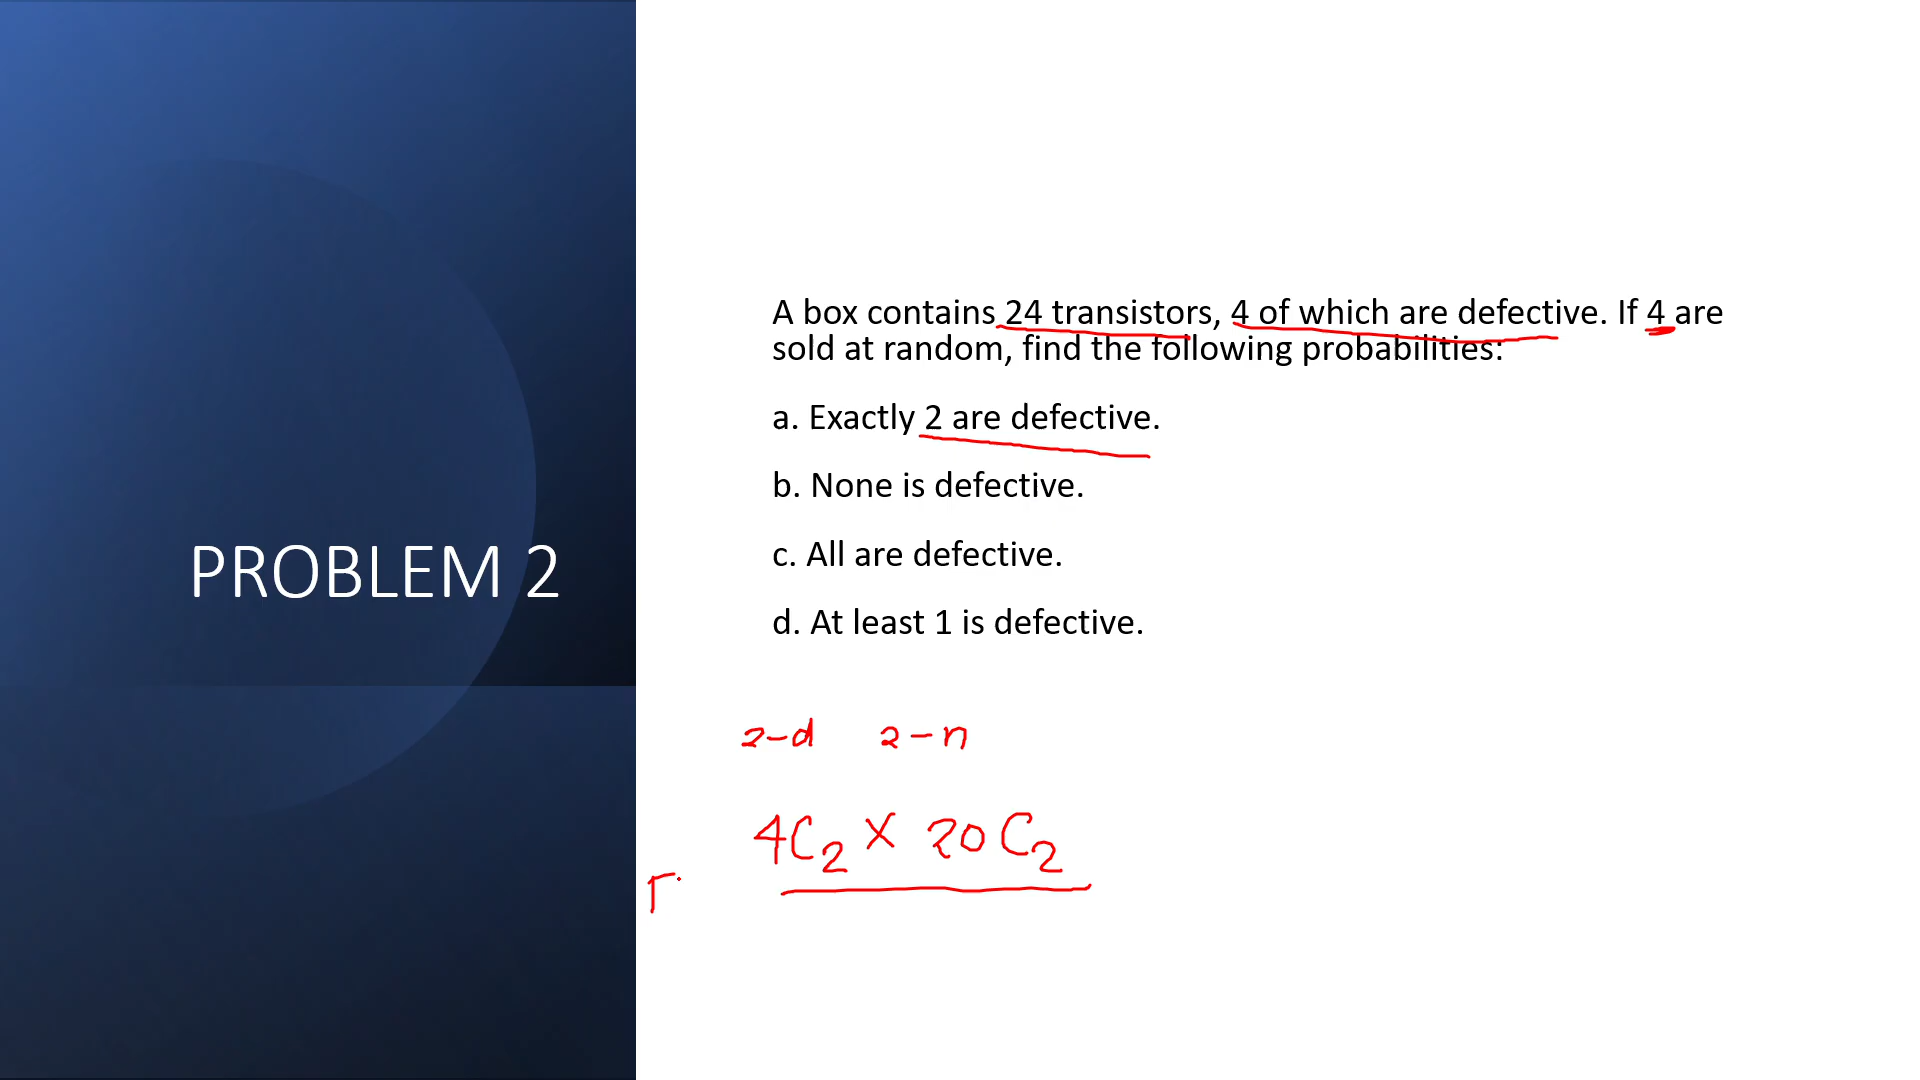 PROBLEM 2
A box contains 24 transistors, 4 of which are defective. If 4 are
sold at random, find the following probabilities:
a. Exactly 2 are defective.
b. None is defective.
c. All are defective.
d. At least 1 is defective.
2-d 2-n
4C2 X 20C2